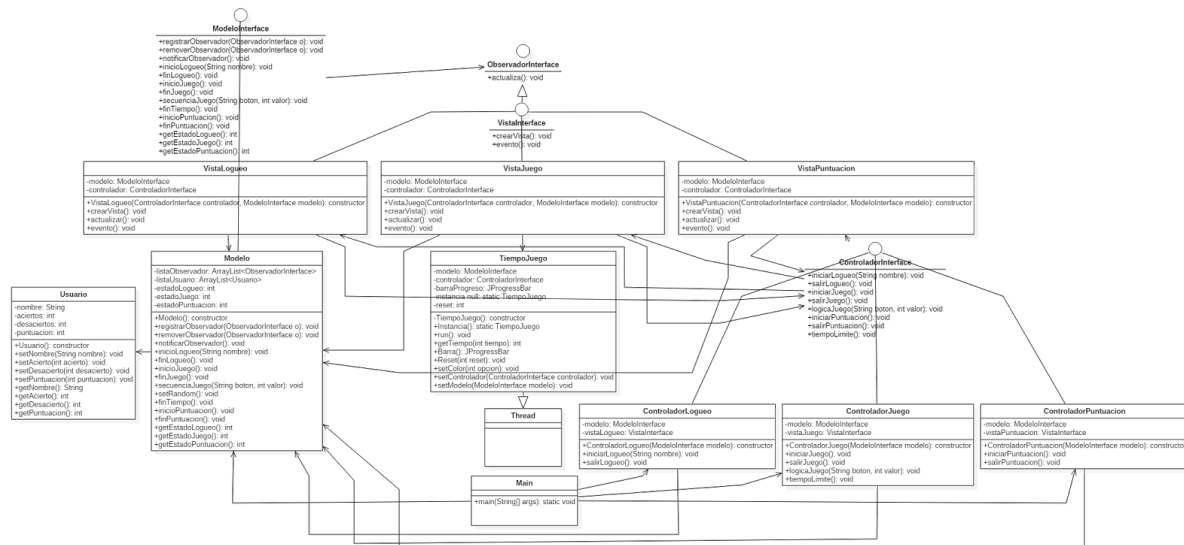 ModeloInterface
+registrarObservador(ObservadorInterface o): void
+removerObservador(ObservadorInterface o): void
+notificarObservador(): void
+inicioLogueo(String nombre): void
+finLogueo(): void
+inicioJuego(): void
+finJuego(): void
+secuenciaJuego(String boton, int valor): void
+finTiempo(): void
+inicioPuntuacion(): void
+finPuntuacion(): void
+getEstadoLogueo(): int
+getEstadoJuego(): int
+getEstadoPuntuacion(): int
ObservadorInterface
+actualiza(): void
VistaInterface
+crearVista(): void
+evento(): void
VistaLogueo
-modelo: ModeloInterface
-controlador: ControladorInterface
+VistaLogueo(ControladorInterface controlador, ModeloInterface modelo): constructor
+crearVista(): void
+actualizar(): void
+evento(): void
VistaJuego
-modelo: ModeloInterface
-controlador: ControladorInterface
+VistaJuego(ControladorInterface controlador, ModeloInterface modelo): constructor
+crearVista(): void
+actualizar(): void
+evento(): void
VistaPuntuacion
-modelo: ModeloInterface
-controlador: ControladorInterface
+VistaPuntuacion(ControladorInterface controlador, ModeloInterface modelo): constructor
+crearVista(): void
+actualizar(): void
+evento(): void
Usuario
-nombre: String
-aciertos: int
-desaciertos: int
-puntuacion: int
+Usuario(): constructor
+setNombre(String nombre): void
+setAcierto(int acierto): void
+setDesacierto(int desacierto): void
+setPuntuacion(int puntuacion): void
+getNombre(): String
+getAcierto(): int
+getDesacierto(): int
+getPuntuacion(): int
Modelo
-listaObservador: ArrayList<ObservadorInterface>
-listaUsuario: ArrayList<Usuario>
-estadoLogueo: int
-estadoJuego: int
-estadoPuntuacion: int
+Modelo(): constructor
+registrarObservador(ObservadorInterface o): void
+removerObservador(ObservadorInterface o): void
+notificarObservador(): void
+inicioLogueo(String nombre): void
+finLogueo(): void
+inicioJuego(): void
+finJuego(): void
+secuenciaJuego(String boton, int valor): void
+setRandom(): void
+finTiempo(): void
+inicioPuntuacion(): void
+finPuntuacion(): void
+getEstadoLogueo(): int
+getEstadoJuego(): int
+getEstadoPuntuacion(): int
TiempoJuego
-modelo: ModeloInterface
-controlador: ControladorInterface
-barraProgreso: JProgressBar
-instancia null: static TiempoJuego
-reset: int
-TiempoJuego(): constructor
+Instancia(): static TiempoJuego
+run(): void
+getTiempo(int tiempo): int
+Barra(): JProgressBar
+Reset(int reset): void
+setColor(int opcion): void
+setControlador(ControladorInterface controlador): void
+setModelo(ModeloInterface modelo): void
ControladorInterface
+iniciarLogueo(String nombre): void
+salirLogueo(): void
+iniciarJuego(): void
+salirJuego(): void
+logicaJuego(String boton, int valor): void
+iniciarPuntuacion(): void
+salirPuntuacion(): void
+tiempoLimite(): void
Thread
Main
+main(String[] args): static void
ControladorLogueo
-modelo: ModeloInterface
-vistaLogueo: VistaInterface
+ControladorLogueo(ModeloInterface modelo): constructor
+iniciarLogueo(String nombre): void
+salirLogueo(): void
ControladorJuego
-modelo: ModeloInterface
-vistaJuego: VistaInterface
+ControladorJuego(ModeloInterface modelo): constructor
+iniciarJuego(): void
+salirJuego(): void
+logicaJuego(String boton, int valor): void
+tiempoLimite(): void
ControladorPuntuacion
-modelo: ModeloInterface
-vistaPuntuacion: VistaInterface
+ControladorPuntuacion(ModeloInterface modelo): constructor
+iniciarPuntuacion(): void
+salirPuntuacion(): void